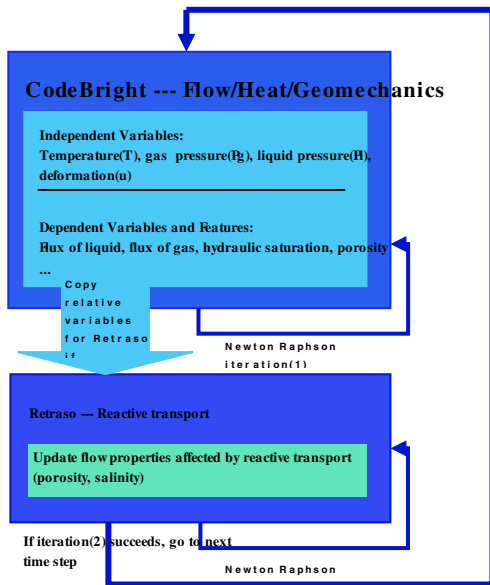 CodeBright --- Flow/Heat/Geomechanics
Independent Variables:
Temperature(T), gas pressure(Pg), liquid pressure(Pl),
deformation(u)
Dependent Variables and Features:
Flux of liquid, flux of gas, hydraulic saturation, porosity
...
Copy
relative
variables
for Retraso
if
Newton Raphson
iteration(1)
Retraso --- Reactive transport
Update flow properties affected by reactive transport
(porosity, salinity)
If iteration(2) succeeds, go to next
time step
Newton Raphson